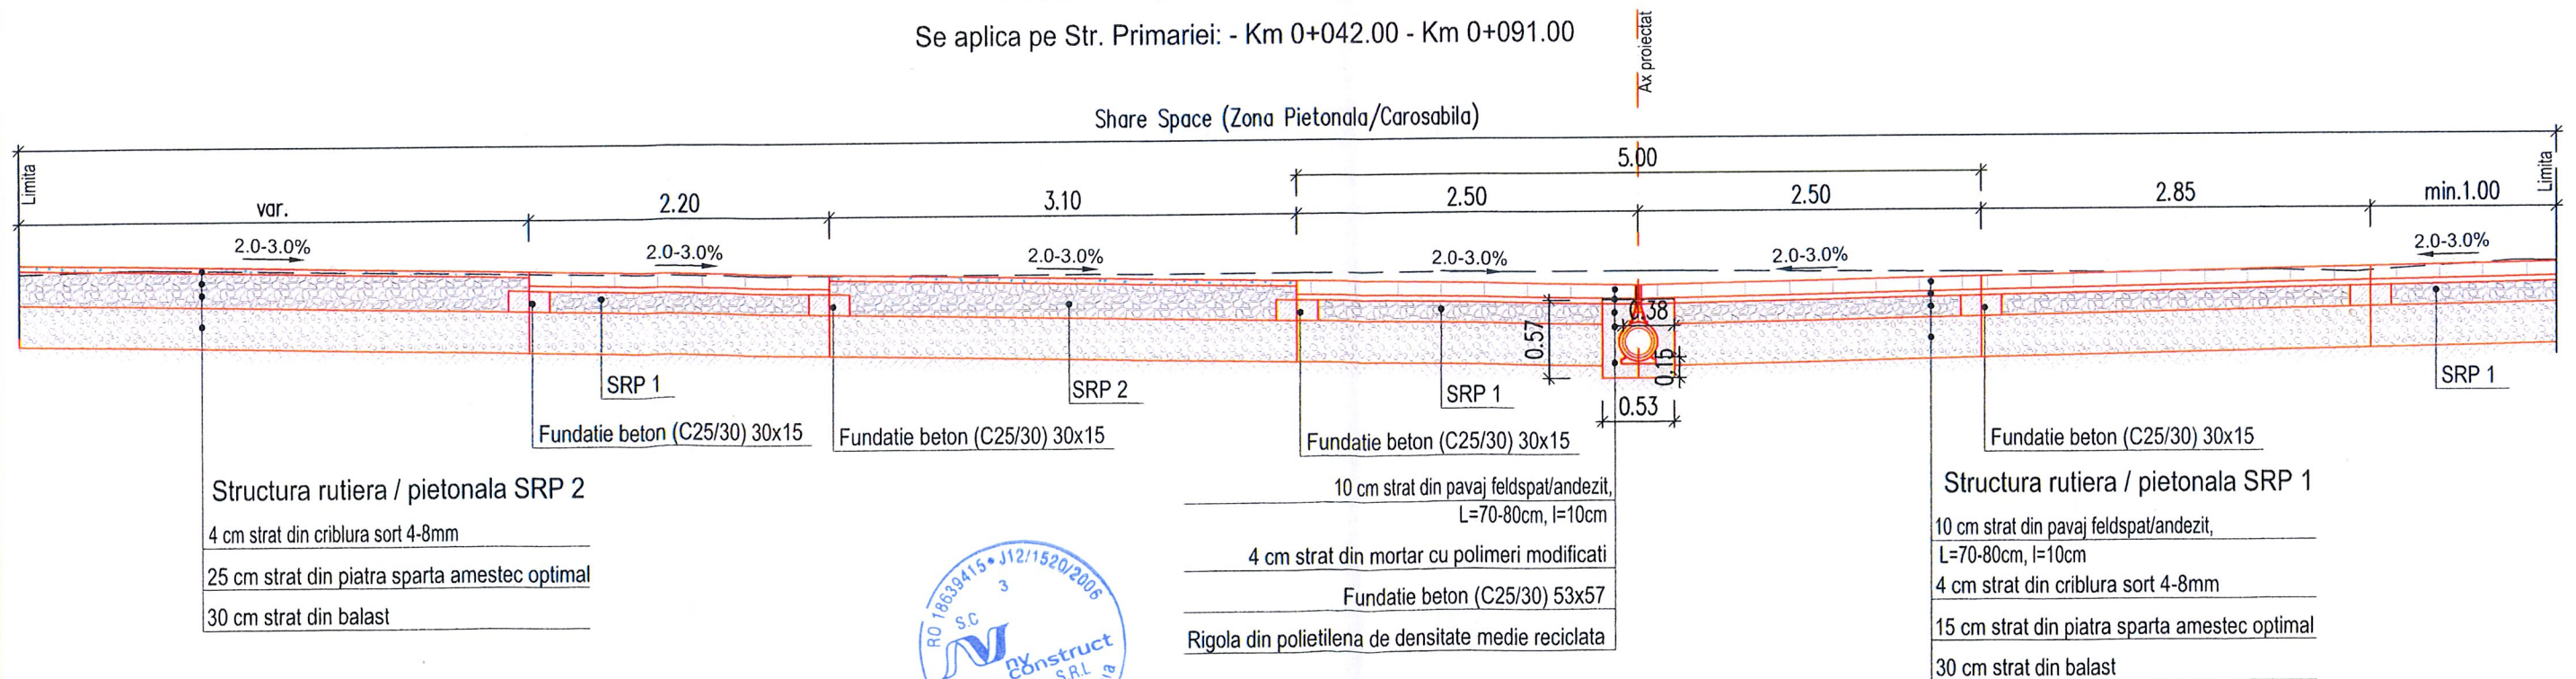 Se aplica pe Str. Primariei: - Km 0+042.00 - Km 0+091.00
Ax proiectat
Share Space (Zona Pietonala/Carosabila)
Limita
Limita
5.00
var.
2.20
3.10
2.50
2.50
2.85
min.1.00
2.0-3.0%
2.0-3.0%
2.0-3.0%
2.0-3.0%
2.0-3.0%
2.0-3.0%
0.38
0.57
0.15
0.53
SRP 1
SRP 2
SRP 1
SRP 1
Fundatie beton (C25/30) 30x15
Fundatie beton (C25/30) 30x15
Fundatie beton (C25/30) 30x15
Fundatie beton (C25/30) 30x15
Structura rutiera / pietonala SRP 2
4 cm strat din criblura sort 4-8mm
25 cm strat din piatra sparta amestec optimal
30 cm strat din balast
10 cm strat din pavaj feldspat/andezit,
L=70-80cm, l=10cm
4 cm strat din mortar cu polimeri modificati
Fundatie beton (C25/30) 53x57
Rigola din polietilena de densitate medie reciclata
Structura rutiera / pietonala SRP 1
10 cm strat din pavaj feldspat/andezit,
L=70-80cm, l=10cm
4 cm strat din criblura sort 4-8mm
15 cm strat din piatra sparta amestec optimal
30 cm strat din balast
RO 18639415 • J12/1520/2006
3
S.C
ny
construct
S.R.L